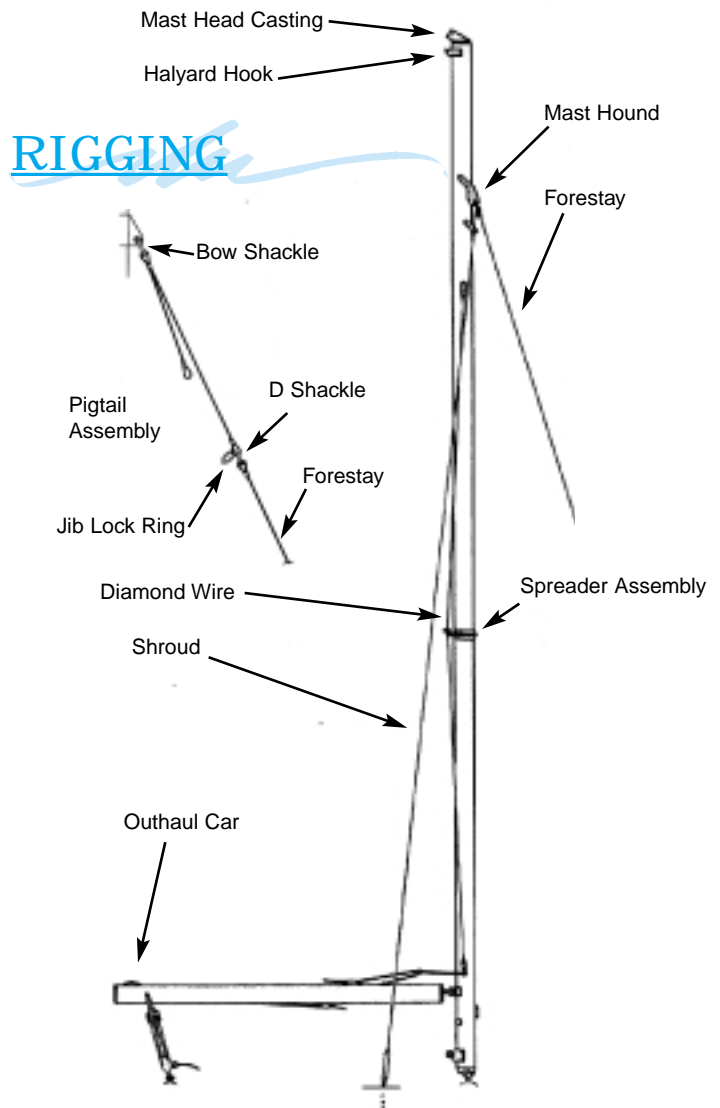 Mast Head Casting
Halyard Hook
Mast Hound
RIGGING
Forestay
Bow Shackle
D Shackle
Pigtail
Assembly
Forestay
Jib Lock Ring
Diamond Wire
Spreader Assembly
Shroud
Outhaul Car